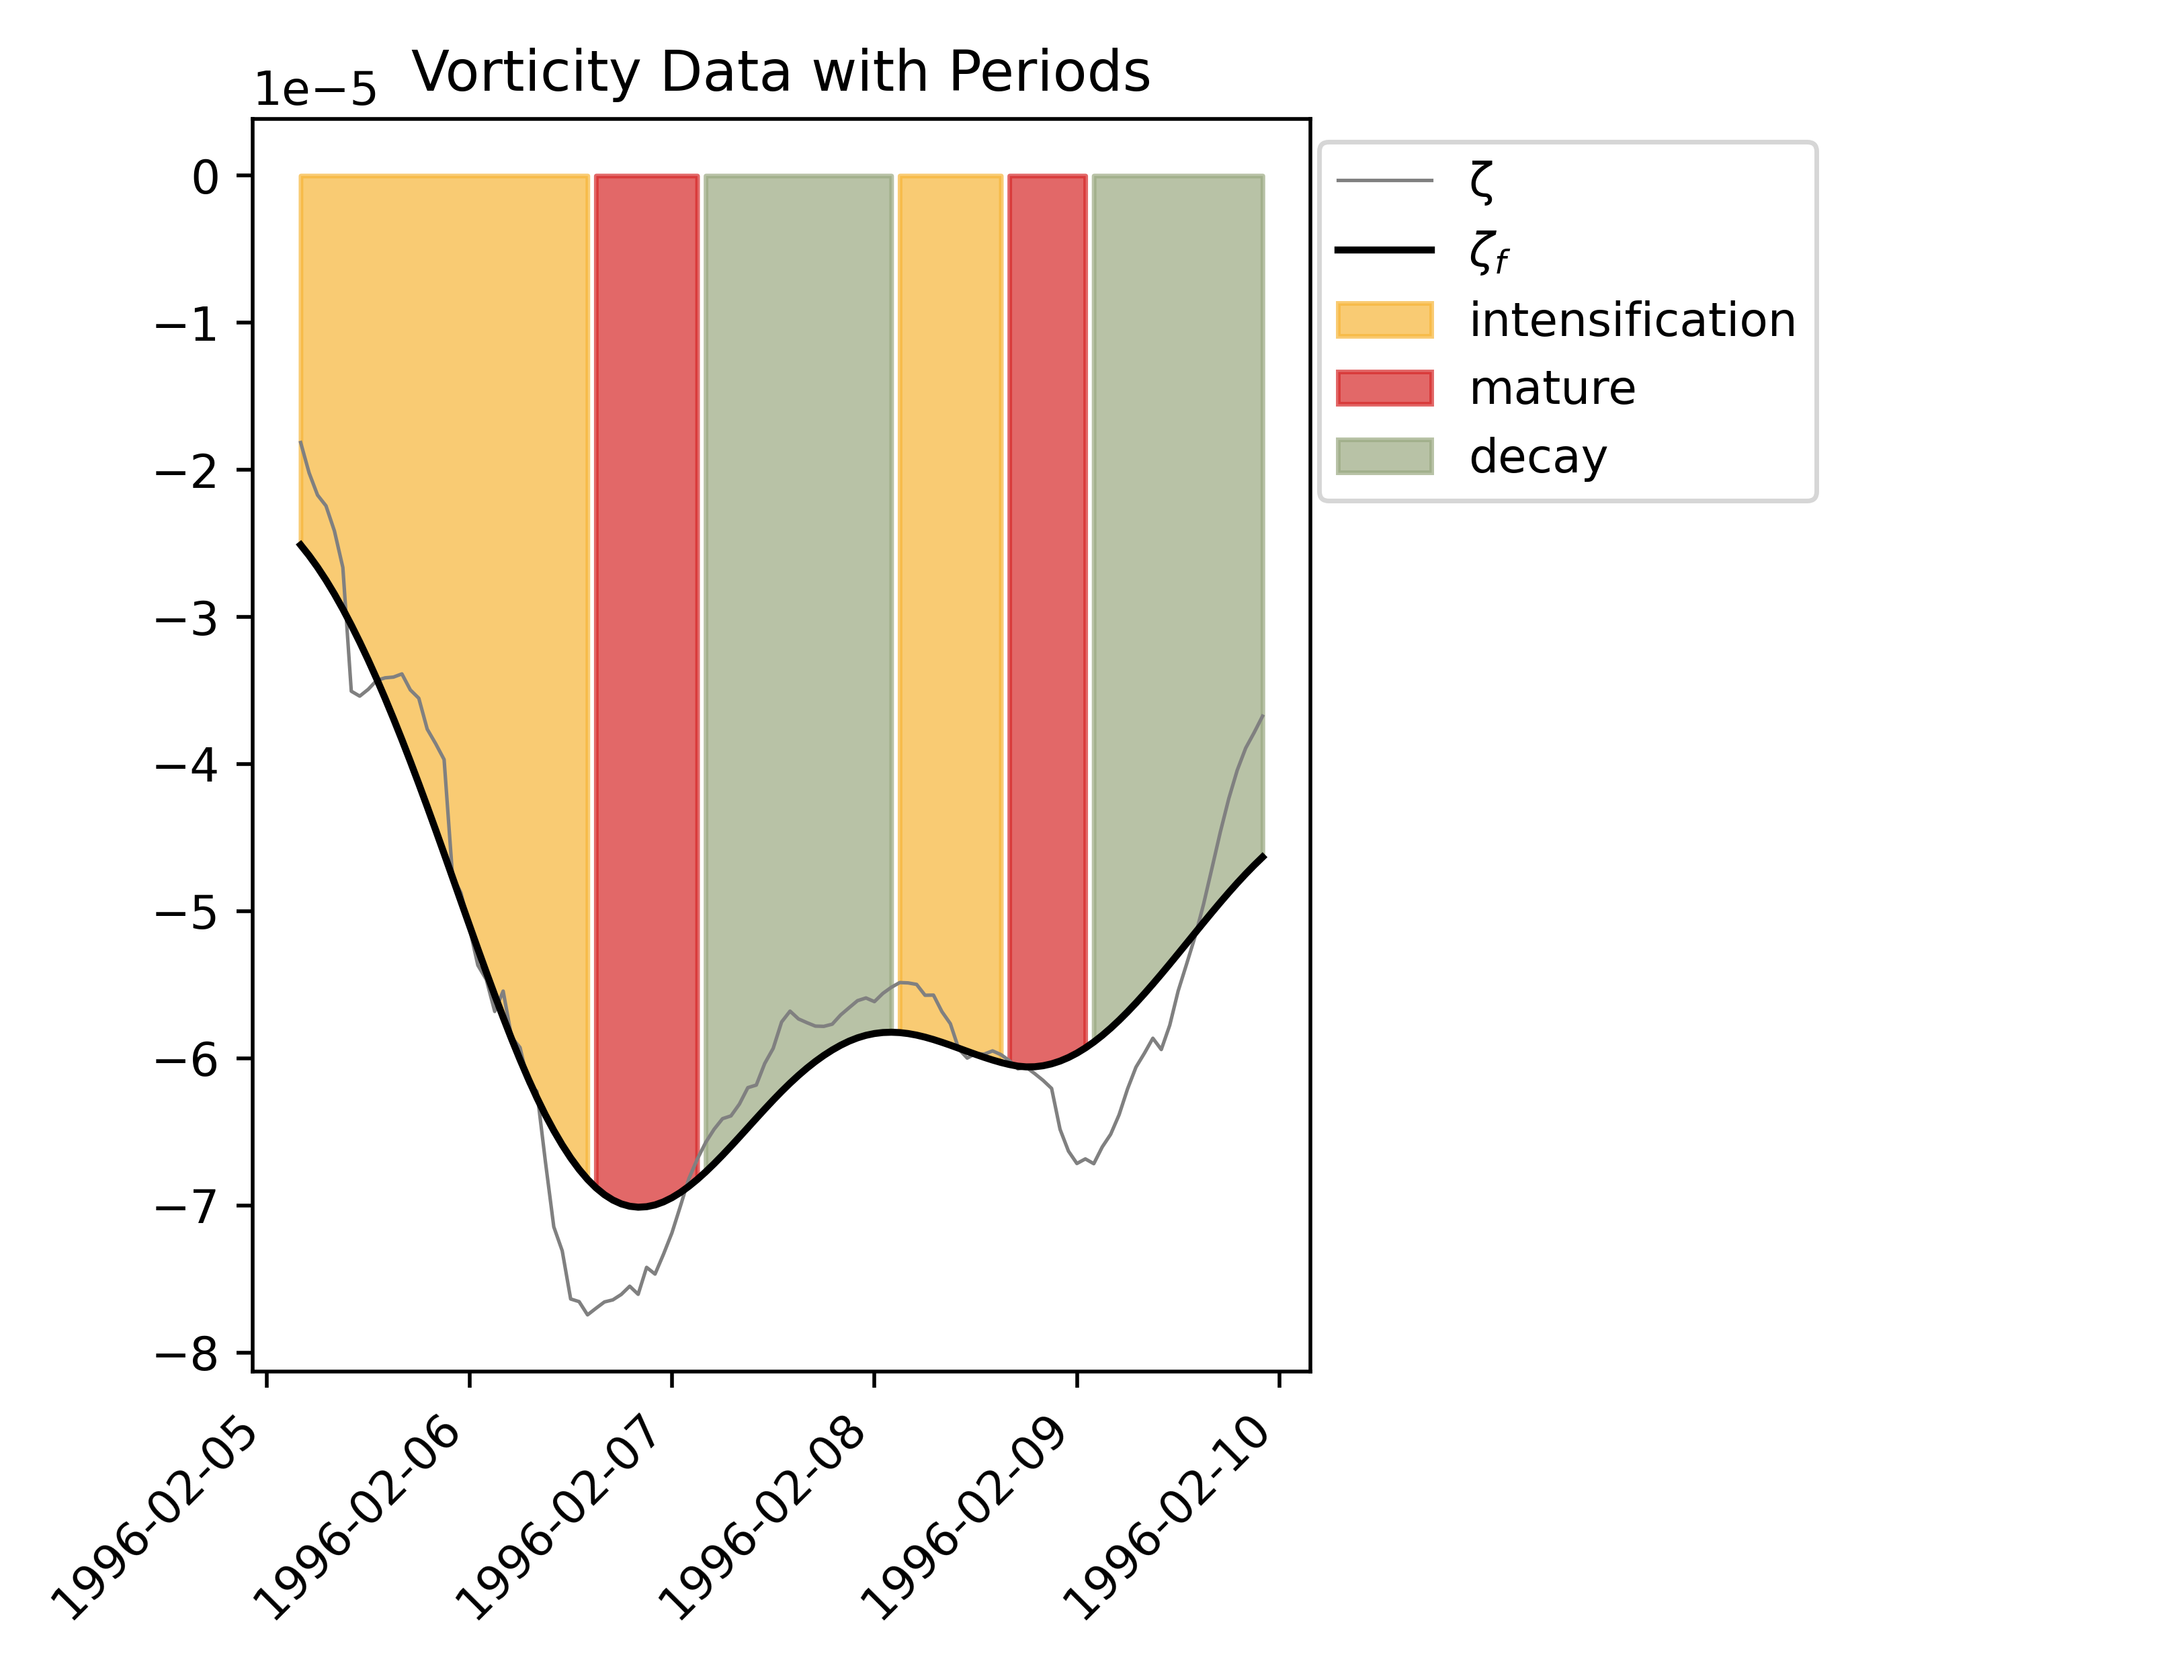 Vorticity Data with Periods
1e−5
0
−1
−2
−3
−4
−5
−6
−7
−8
1996-02-05
1996-02-06
1996-02-07
1996-02-08
1996-02-09
1996-02-10
ζ
ζf
intensification
mature
decay